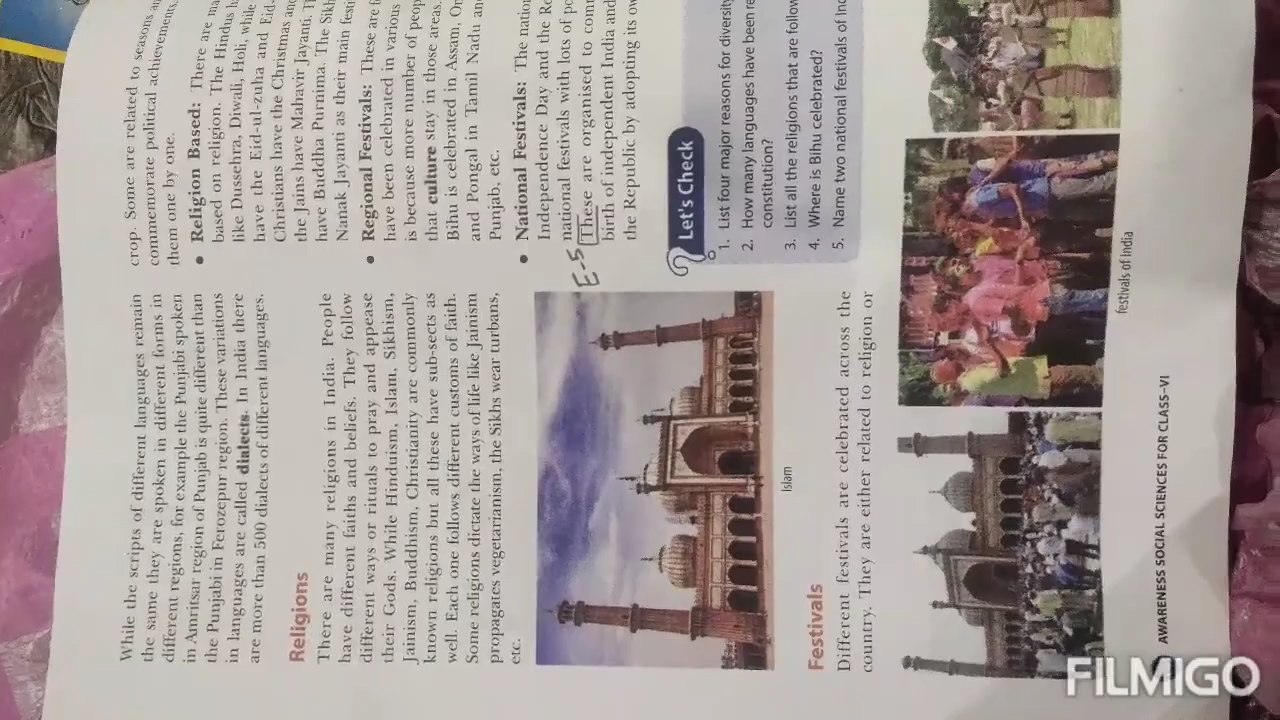 While the scripts of different languages remain
the same they are spoken in different forms in
different regions, for example the Punjabi spoken
in Amritsar region of Punjab is quite different than
the Punjabi in Ferozepur region. These variations
in languages are called dialects. In India there
are more than 500 dialects of different languages.
Religions
There are many religions in India. People
have different faiths and beliefs. They follow
different ways or rituals to pray and appease
their Gods. While Hinduism, Islam, Sikhism,
Jainism, Buddhism, Christianity are commonly
known religions but all these have sub-sects as
well. Each one follows different customs of faith.
Some religions dictate the ways of life like Jainism
propagates vegetarianism, the Sikhs wear turbans,
etc.
Islam
Festivals
Different festivals are celebrated across the
country. They are either related to religion or
crop. Some are related to seasons
commemorate political achievements.
them one by one.
• Religion Based: There are
based on religion. The Hindus
like Dussehra, Diwali, Holi, while
have the Eid-ul-zuha and Eid-
Christians have the Christmas and
the Jains have Mahavir Jayanti,
have Buddha Purnima. The
Nanak Jayanti as their main
• Regional Festivals: These are
have been celebrated in various
is because more number of
that culture stay in those areas.
Bihu is celebrated in Assam,
and Pongal in Tamil Nadu and
Punjab, etc.
• National Festivals: The
Independence Day and the
national festivals with lots of
E-5 These are organised to
birth of independent India and
the Republic by adopting its
? Let's Check
1. List four major reasons for diversity
2. How many languages have been
constitution?
3. List all the religions that are
4. Where is Bihu celebrated?
5. Name two national festivals of
festivals of India
AWARENESS SOCIAL SCIENCES FOR CLASS–VI
FILMIGO